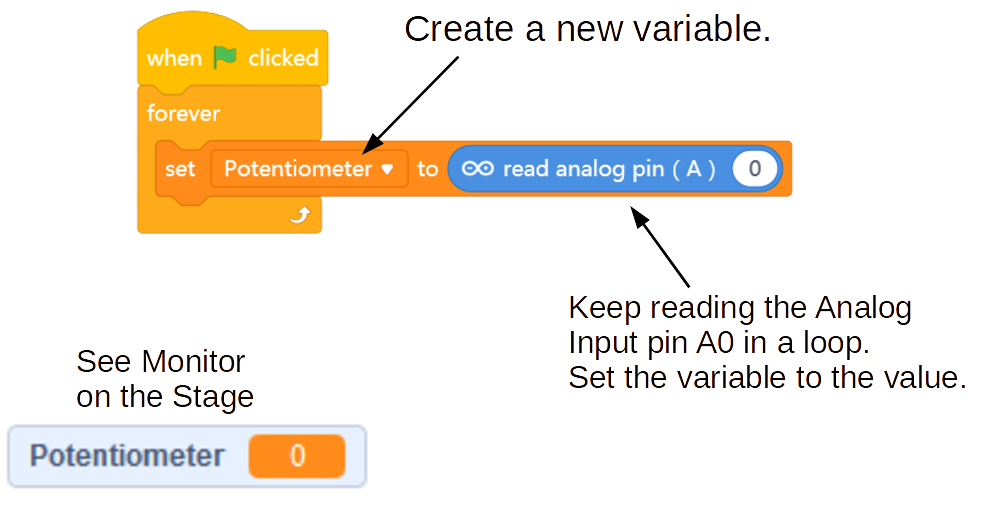 Create a new variable.
when clicked
forever
set Potentiometer to read analog pin ( A ) 0
Keep reading the Analog
Input pin A0 in a loop.
Set the variable to the value.
See Monitor
on the Stage
Potentiometer 0